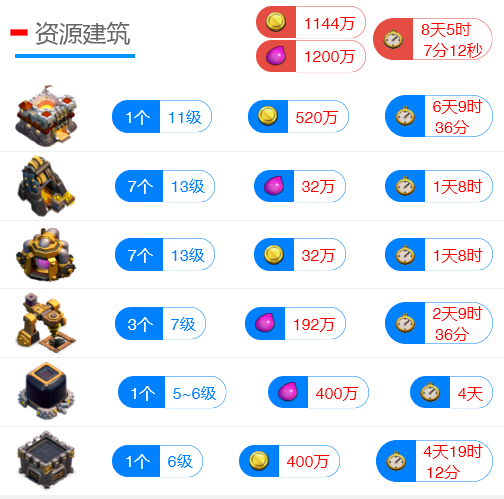 资源建筑
1144万
1200万
8天5时
7分12秒
1个 11级 520万 6天9时
36分
7个 13级 32万 1天8时
7个 13级 32万 1天8时
3个 7级 192万 2天9时
36分
1个 5~6级 400万 4天
1个 6级 400万 4天19时
12分